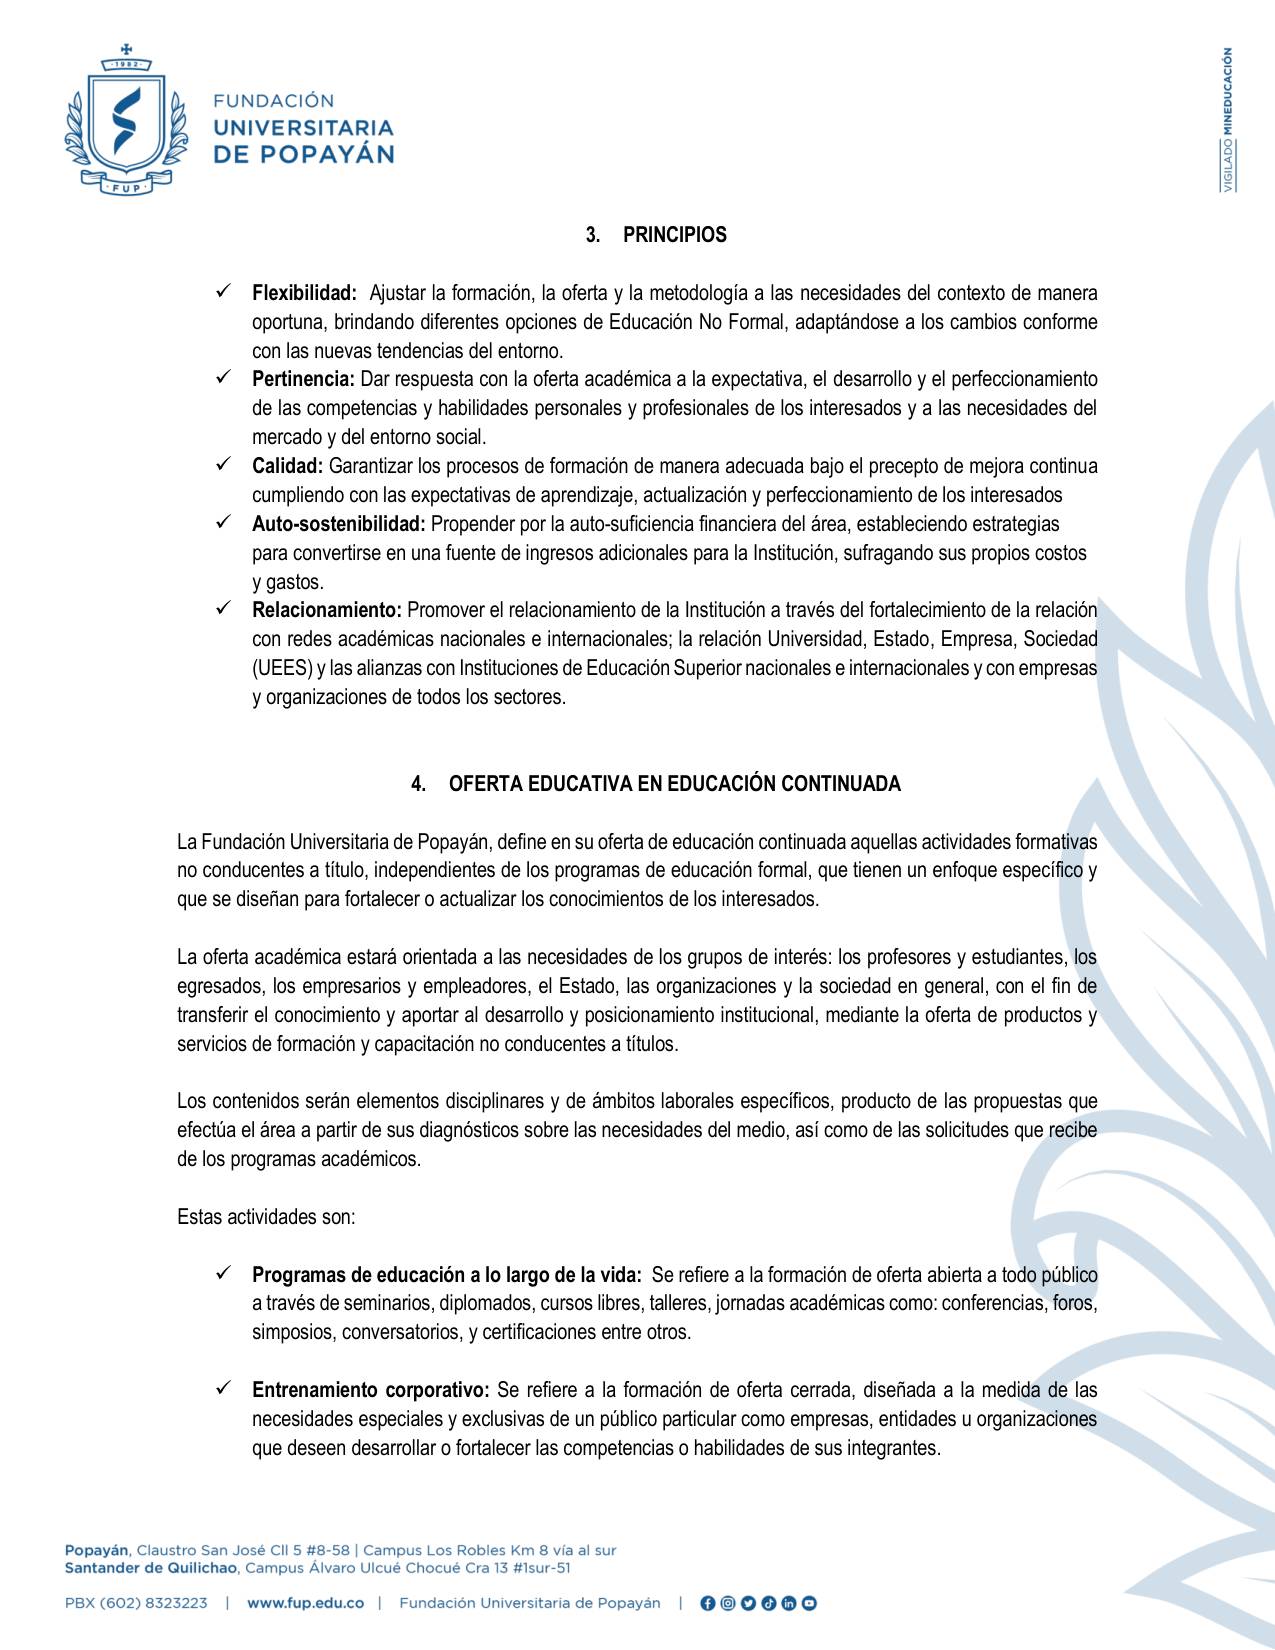 ·1982·
·FUP·
FUNDACIÓN
UNIVERSITARIA
DE POPAYÁN
VIGILADO MINEDUCACIÓN
3. PRINCIPIOS
✓ Flexibilidad: Ajustar la formación, la oferta y la metodología a las necesidades del contexto de manera
oportuna, brindando diferentes opciones de Educación No Formal, adaptándose a los cambios conforme
con las nuevas tendencias del entorno.
✓ Pertinencia: Dar respuesta con la oferta académica a la expectativa, el desarrollo y el perfeccionamiento
de las competencias y habilidades personales y profesionales de los interesados y a las necesidades del
mercado y del entorno social.
✓ Calidad: Garantizar los procesos de formación de manera adecuada bajo el precepto de mejora continua
cumpliendo con las expectativas de aprendizaje, actualización y perfeccionamiento de los interesados
✓ Auto-sostenibilidad: Propender por la auto-suficiencia financiera del área, estableciendo estrategias
para convertirse en una fuente de ingresos adicionales para la Institución, sufragando sus propios costos
y gastos.
✓ Relacionamiento: Promover el relacionamiento de la Institución a través del fortalecimiento de la relación
con redes académicas nacionales e internacionales; la relación Universidad, Estado, Empresa, Sociedad
(UEES) y las alianzas con Instituciones de Educación Superior nacionales e internacionales y con empresas
y organizaciones de todos los sectores.
4. OFERTA EDUCATIVA EN EDUCACIÓN CONTINUADA
La Fundación Universitaria de Popayán, define en su oferta de educación continuada aquellas actividades formativas
no conducentes a título, independientes de los programas de educación formal, que tienen un enfoque específico y
que se diseñan para fortalecer o actualizar los conocimientos de los interesados.
La oferta académica estará orientada a las necesidades de los grupos de interés: los profesores y estudiantes, los
egresados, los empresarios y empleadores, el Estado, las organizaciones y la sociedad en general, con el fin de
transferir el conocimiento y aportar al desarrollo y posicionamiento institucional, mediante la oferta de productos y
servicios de formación y capacitación no conducentes a títulos.
Los contenidos serán elementos disciplinares y de ámbitos laborales específicos, producto de las propuestas que
efectúa el área a partir de sus diagnósticos sobre las necesidades del medio, así como de las solicitudes que recibe
de los programas académicos.
Estas actividades son:
✓ Programas de educación a lo largo de la vida: Se refiere a la formación de oferta abierta a todo público
a través de seminarios, diplomados, cursos libres, talleres, jornadas académicas como: conferencias, foros,
simposios, conversatorios, y certificaciones entre otros.
✓ Entrenamiento corporativo: Se refiere a la formación de oferta cerrada, diseñada a la medida de las
necesidades especiales y exclusivas de un público particular como empresas, entidades u organizaciones
que deseen desarrollar o fortalecer las competencias o habilidades de sus integrantes.
Popayán, Claustro San José Cll 5 #8-58 | Campus Los Robles Km 8 vía al sur
Santander de Quilichao, Campus Álvaro Ulcué Chocué Cra 13 #1sur-51
PBX (602) 8323223 | www.fup.edu.co | Fundación Universitaria de Popayán |